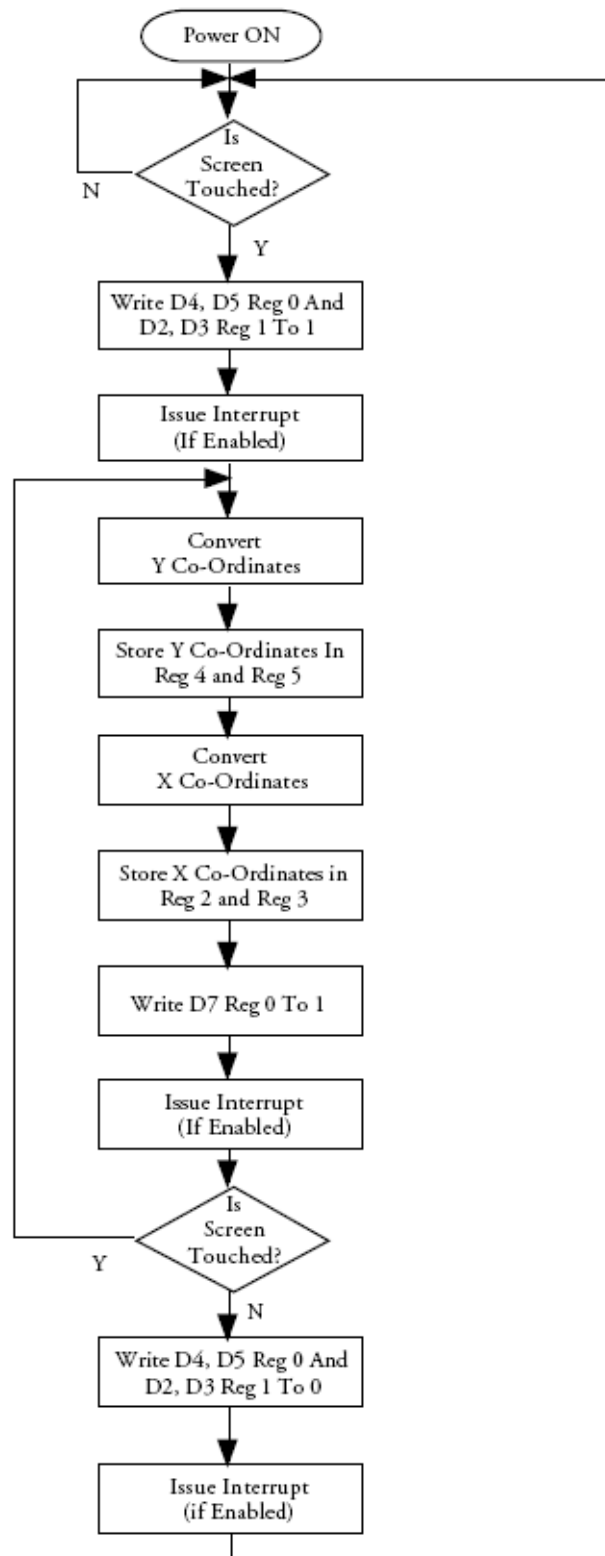 Power ON
Is
Screen
Touched?
N
Y
Write D4, D5 Reg 0 And
D2, D3 Reg 1 To 1
Issue Interrupt
(If Enabled)
Convert
Y Co-Ordinates
Store Y Co-Ordinates In
Reg 4 and Reg 5
Convert
X Co-Ordinates
Store X Co-Ordinates in
Reg 2 and Reg 3
Write D7 Reg 0 To 1
Issue Interrupt
(If Enabled)
Is
Screen
Touched?
Y
N
Write D4, D5 Reg 0 And
D2, D3 Reg 1 To 0
Issue Interrupt
(if Enabled)